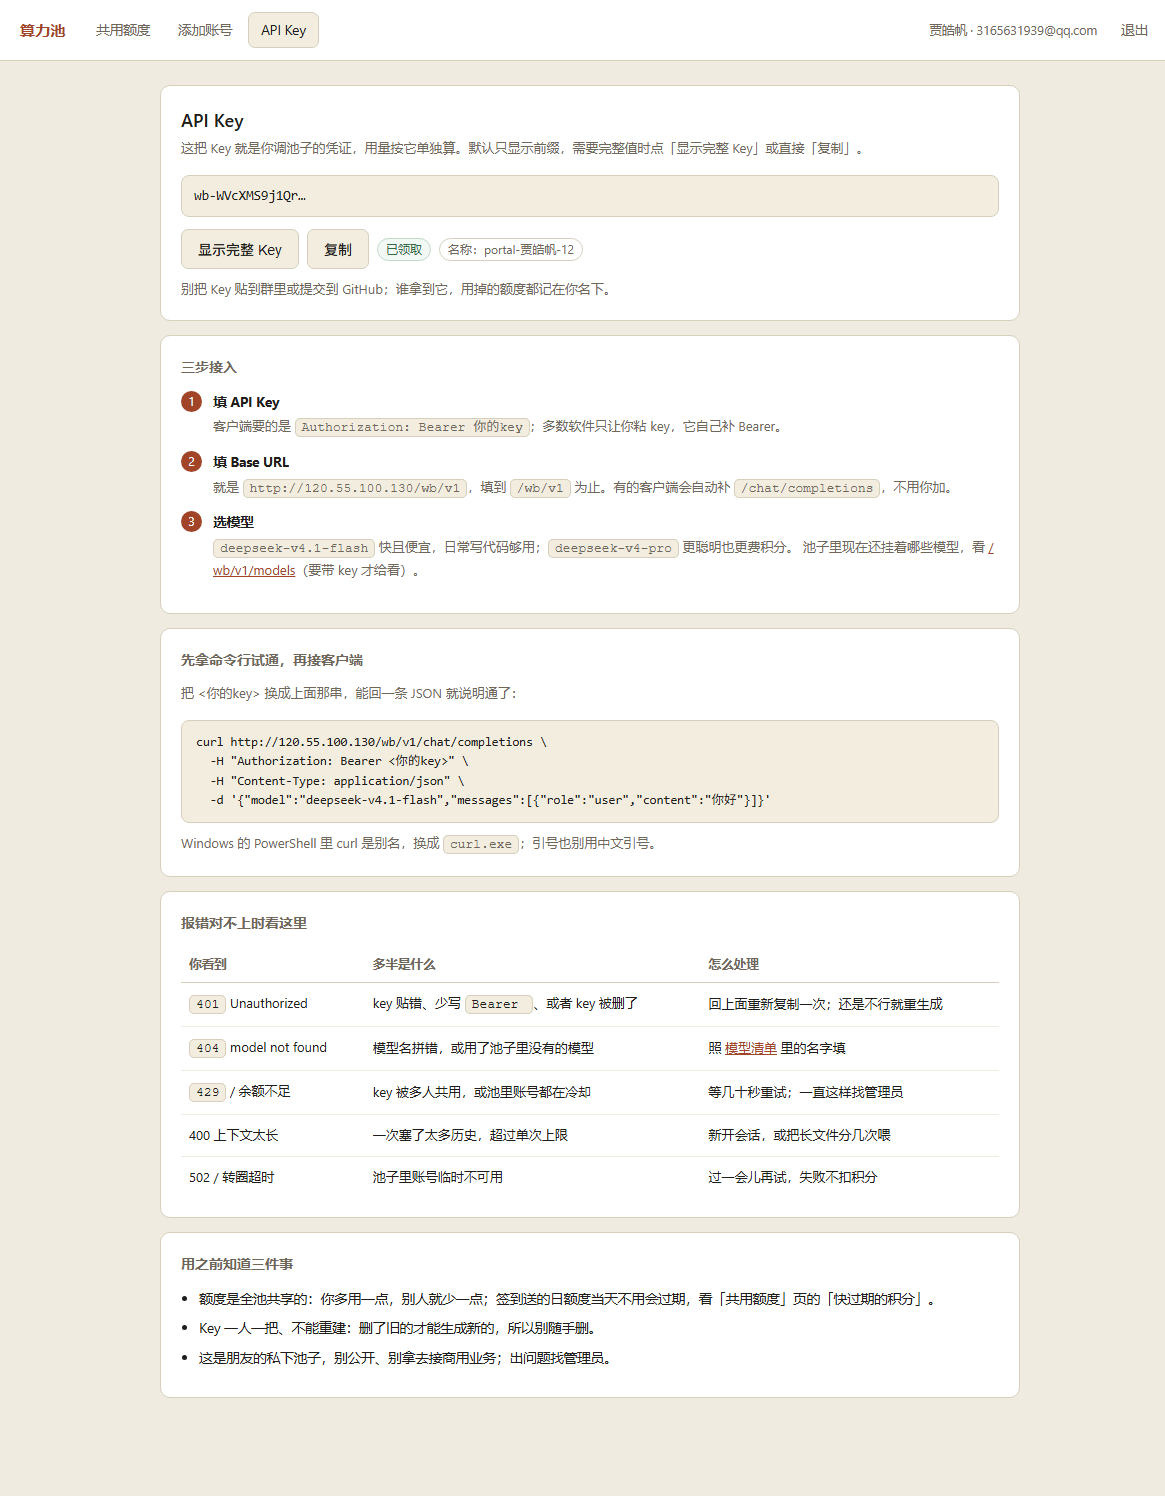 算力池 共用额度 添加账号 API Key 贾皓帆 · 3165631939@qq.com 退出
API Key
这把 Key 就是你调池子的凭证，用量按它单独算。默认只显示前缀，需要完整值时点「显示完整 Key」或直接「复制」。
wb-WVcXMS9j1Qr…
显示完整 Key 复制 已领取 名称：portal-贾皓帆-12
别把 Key 贴到群里或提交到 GitHub；谁拿到它，用掉的额度都记在你名下。
三步接入
1 填 API Key
客户端要的是 Authorization: Bearer 你的key；多数软件只让你粘 key，它自己补 Bearer。
2 填 Base URL
就是 http://120.55.100.130/wb/v1，填到 /wb/v1 为止。有的客户端会自动补 /chat/completions，不用你加。
3 选模型
deepseek-v4.1-flash 快且便宜，日常写代码够用；deepseek-v4-pro 更聪明也更费积分。 池子里现在还挂着哪些模型，看 /
wb/v1/models（要带 key 才给看）。
先拿命令行试通，再接客户端
把 <你的key> 换成上面那串，能回一条 JSON 就说明通了：
curl http://120.55.100.130/wb/v1/chat/completions \
-H "Authorization: Bearer <你的key>" \
-H "Content-Type: application/json" \
-d '{"model":"deepseek-v4.1-flash","messages":[{"role":"user","content":"你好"}]}'
Windows 的 PowerShell 里 curl 是别名，换成 curl.exe；引号也别用中文引号。
报错对不上时看这里
你看到 多半是什么 怎么处理
401 Unauthorized key 贴错、少写 Bearer 、或者 key 被删了 回上面重新复制一次；还是不行就重生成
404 model not found 模型名拼错，或用了池子里没有的模型 照 模型清单 里的名字填
429 / 余额不足 key 被多人共用，或池里账号都在冷却 等几十秒重试；一直这样找管理员
400 上下文太长 一次塞了太多历史，超过单次上限 新开会话，或把长文件分几次喂
502 / 转圈超时 池子里账号临时不可用 过一会儿再试，失败不扣积分
用之前知道三件事
• 额度是全池共享的：你多用一点，别人就少一点；签到送的日额度当天不用会过期，看「共用额度」页的「快过期的积分」。
• Key 一人一把、不能重建：删了旧的才能生成新的，所以别随手删。
• 这是朋友的私下池子，别公开、别拿去接商用业务；出问题找管理员。